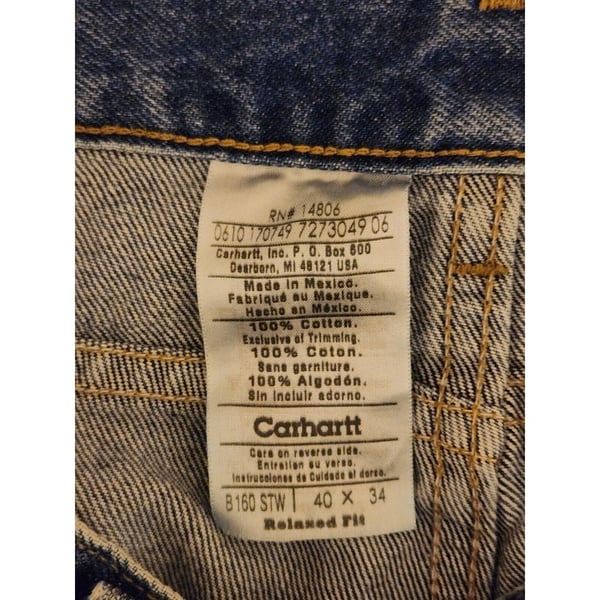 RN# 14806
0610 170749 7273049 06
Carhartt, Inc. P. O. Box 600
Dearborn, MI 48121 USA
Made in Mexico.
Fabriqué au Mexique.
Hecho en México.
100% Cotton.
Exclusive of Trimming.
100% Coton.
Sans garniture.
100% Algodón.
Sin incluir adorno.
Carhartt
Care on reverse side.
Entretien au verso.
Instrucciones de Cuidado al dorso.
B160 STW | 40 X 34
Relaxed Fit